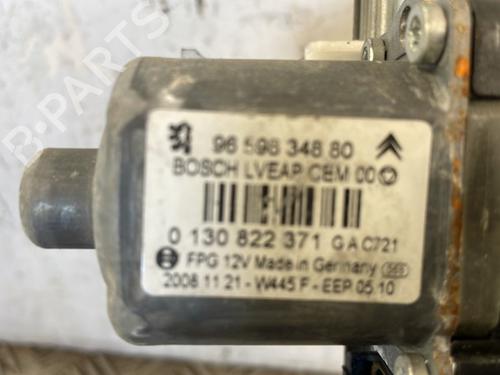 96 598 348 80
BOSCH LVEAP CEM 00
0 130 822 371 G A C721
FPG 12V Made in Germany
2008 11 21 - W445 F - EEP 05 10
B-PARTS